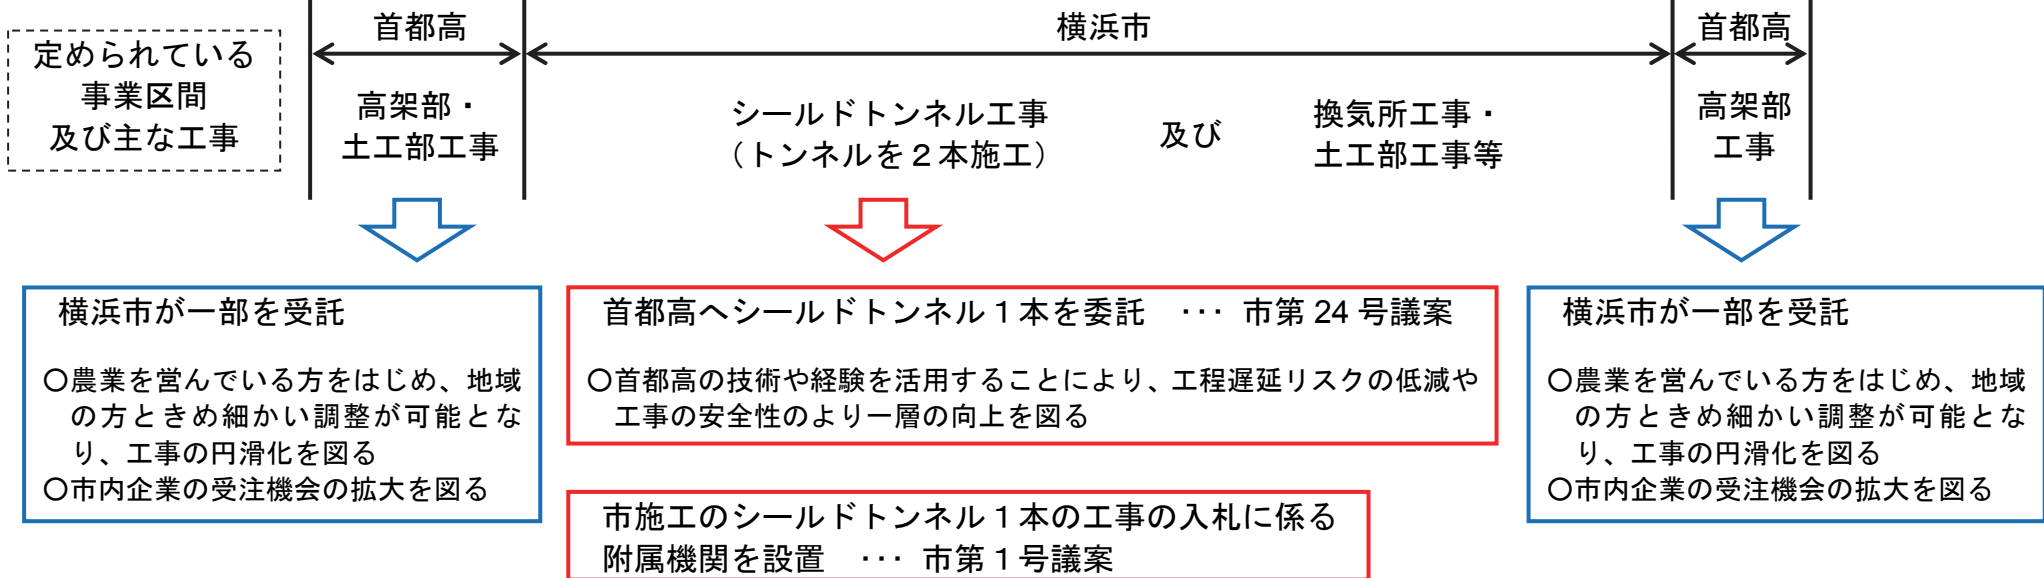 定められている
事業区間
及び主な工事
首都高
横浜市
首都高
高架部・
土工部工事
シールドトンネル工事
（トンネルを２本施工）
及び
換気所工事・
土工部工事等
高架部
工事
横浜市が一部を受託
○農業を営んでいる方をはじめ、地域
の方ときめ細かい調整が可能とな
り、工事の円滑化を図る
○市内企業の受注機会の拡大を図る
首都高へシールドトンネル１本を委託　･･･ 市第 24 号議案
○首都高の技術や経験を活用することにより、工程遅延リスクの低減や
工事の安全性のより一層の向上を図る
市施工のシールドトンネル１本の工事の入札に係る
附属機関を設置　･･･ 市第１号議案
横浜市が一部を受託
○農業を営んでいる方をはじめ、地域
の方ときめ細かい調整が可能とな
り、工事の円滑化を図る
○市内企業の受注機会の拡大を図る